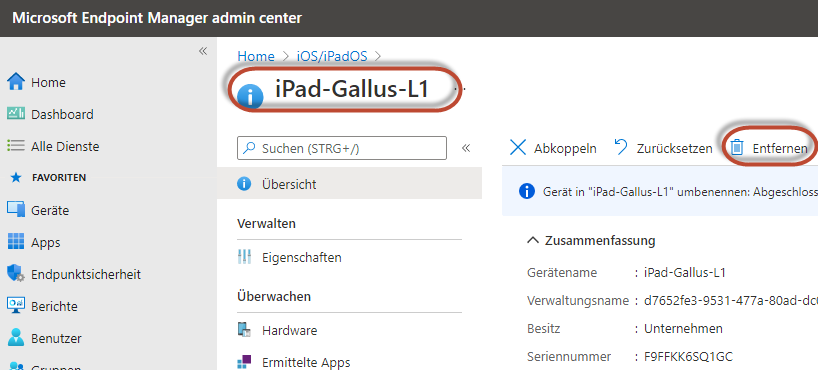 Microsoft Endpoint Manager admin center
«
Home
Dashboard
Alle Dienste
FAVORITEN
Geräte
Apps
Endpunktsicherheit
Berichte
Benutzer
Gruppen
Home > iOS/iPadOS >
iPad-Gallus-L1 ...
Suchen (STRG+/) «
Übersicht
Verwalten
Eigenschaften
Überwachen
Hardware
Ermittelte Apps
Abkoppeln Zurücksetzen Entfernen
Gerät in "iPad-Gallus-L1" umbenennen: Abgeschloss
Zusammenfassung
Gerätename : iPad-Gallus-L1
Verwaltungsname : d7652fe3-9531-477a-80ad-dc0
Besitz : Unternehmen
Seriennummer : F9FFKK6SQ1GC